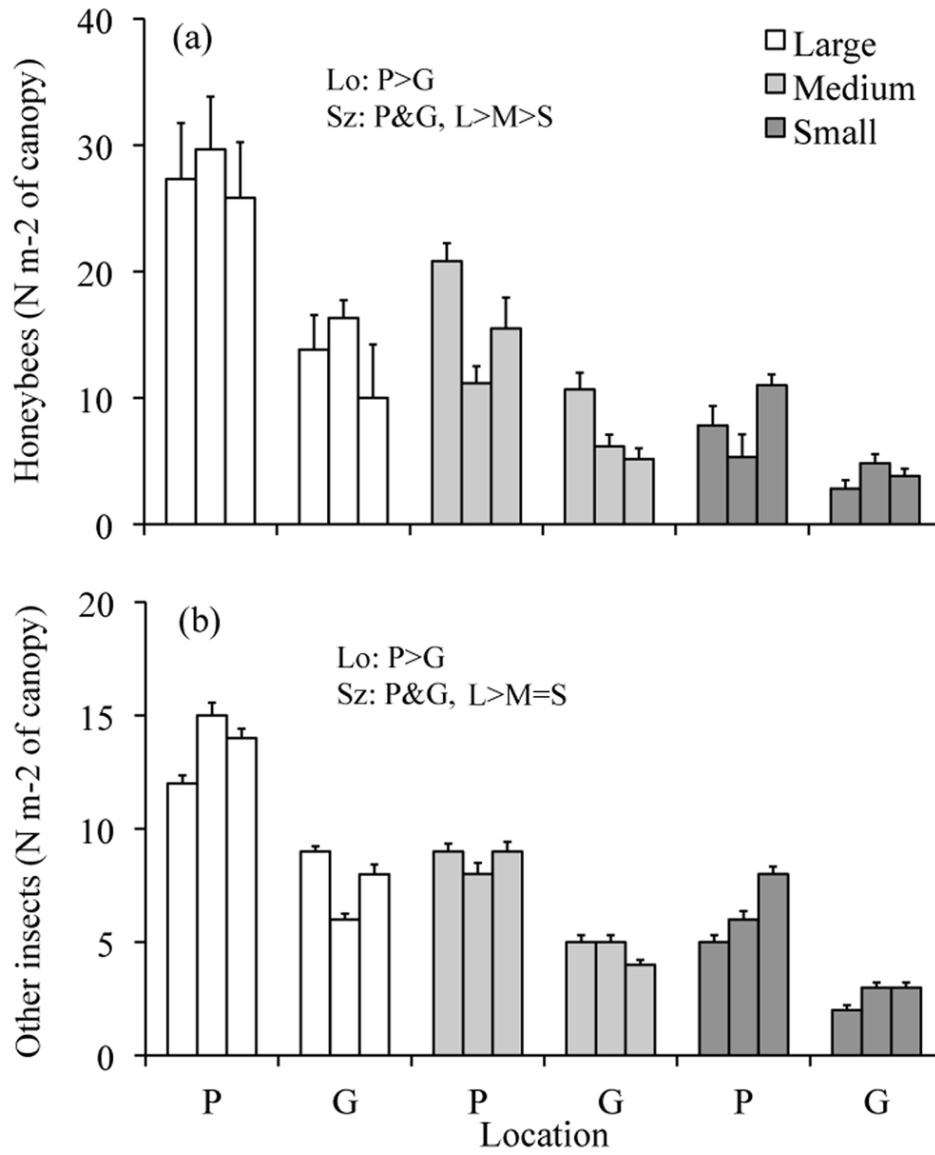 40
(a)
Large
Lo: P>G
Medium
Sz: P&G, L>M>S
Small
30
20
10
0
Honeybees (N m-2 of canopy)
20
(b)
Lo: P>G
Sz: P&G, L>M=S
15
10
5
0
Other insects (N m-2 of canopy)
P G P G P G
Location